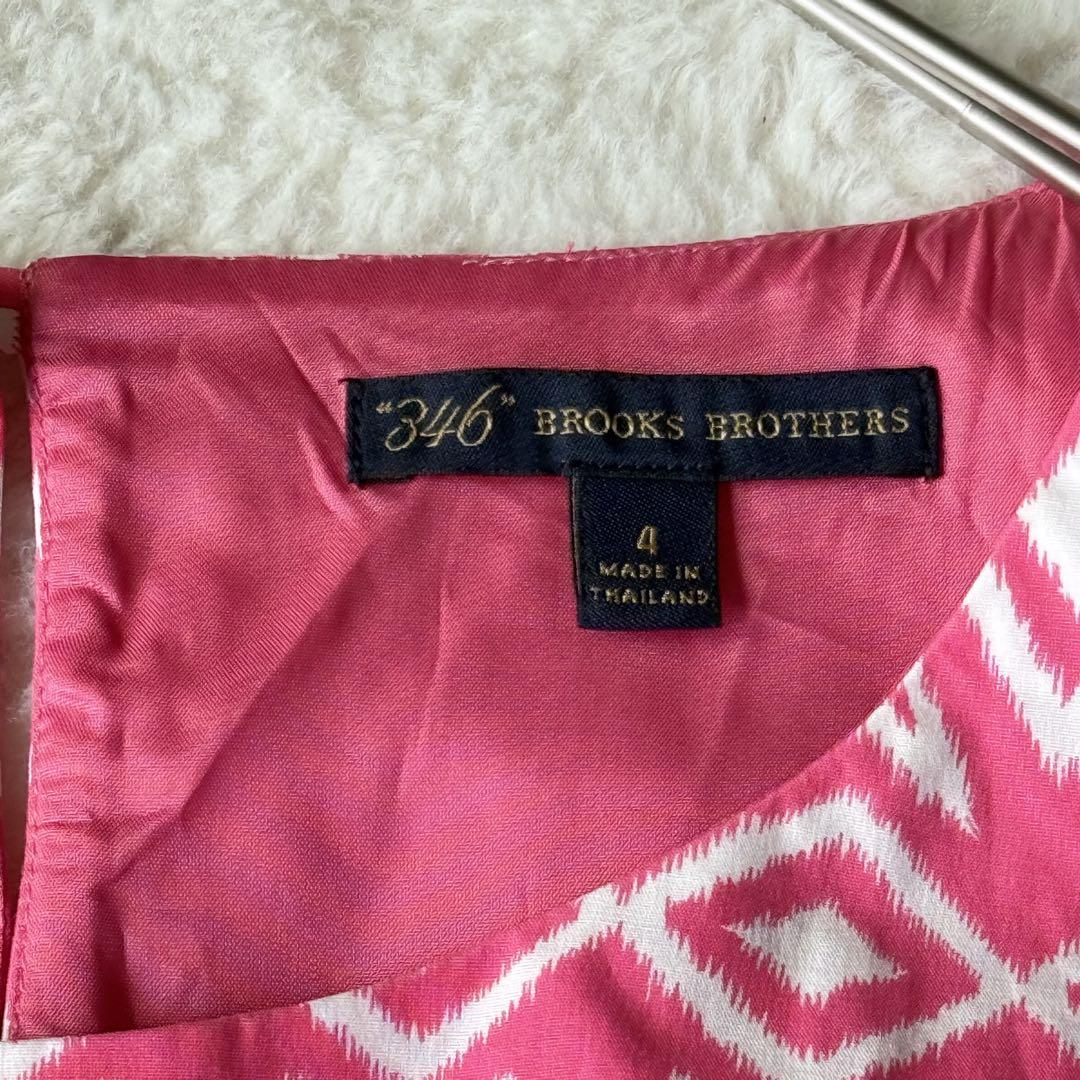 "346" BROOKS BROTHERS
4
MADE IN
THAILAND